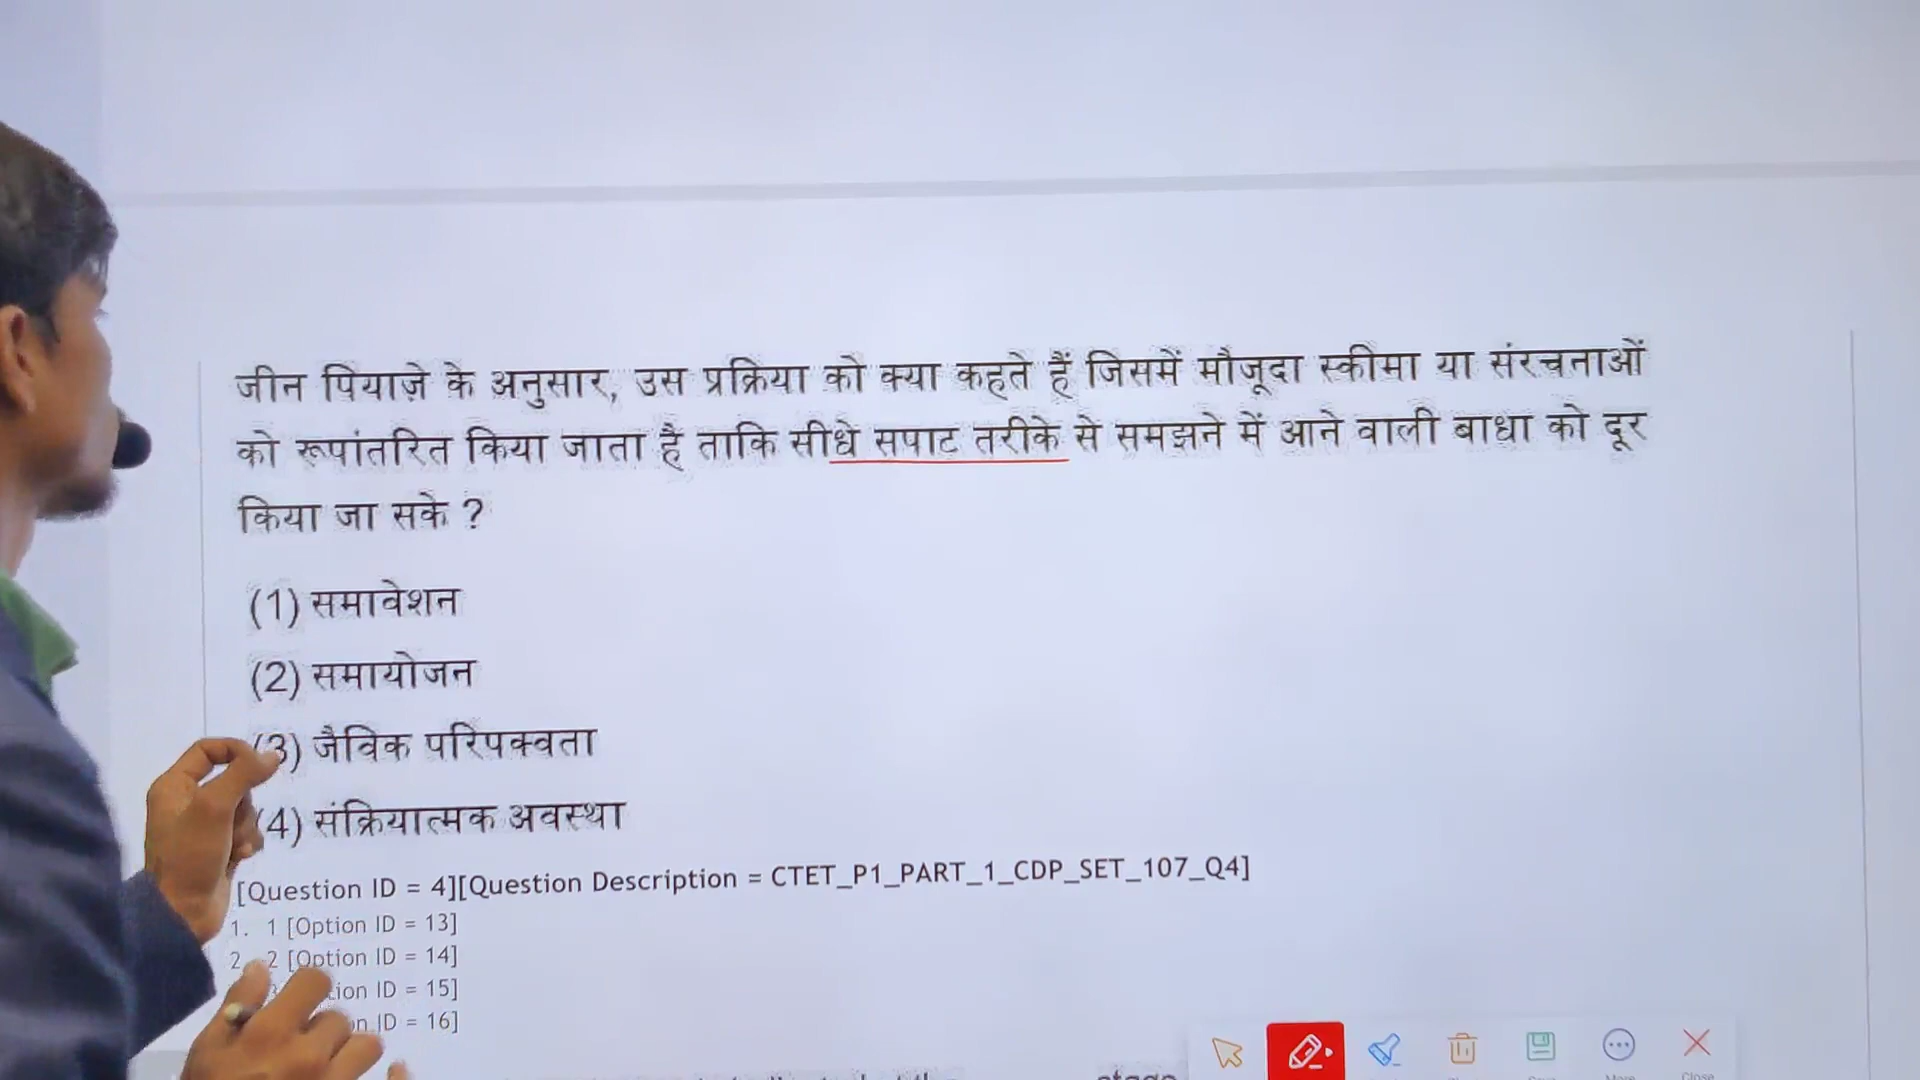 जीन पियाज़े के अनुसार, उस प्रक्रिया को क्या कहते हैं जिसमें मौजूदा स्कीमा या संरचनाओं
को रूपांतरित किया जाता है ताकि सीधे सपाट तरीके से समझने में आने वाली बाधा को दूर
किया जा सके ?
(1) समावेशन
(2) समायोजन
(3) जैविक परिपक्वता
(4) संक्रियात्मक अवस्था
[Question ID = 4][Question Description = CTET_P1_PART_1_CDP_SET_107_Q4]
1. 1 [Option ID = 13]
2. 2 [Option ID = 14]
ID = 15]
ID = 16]